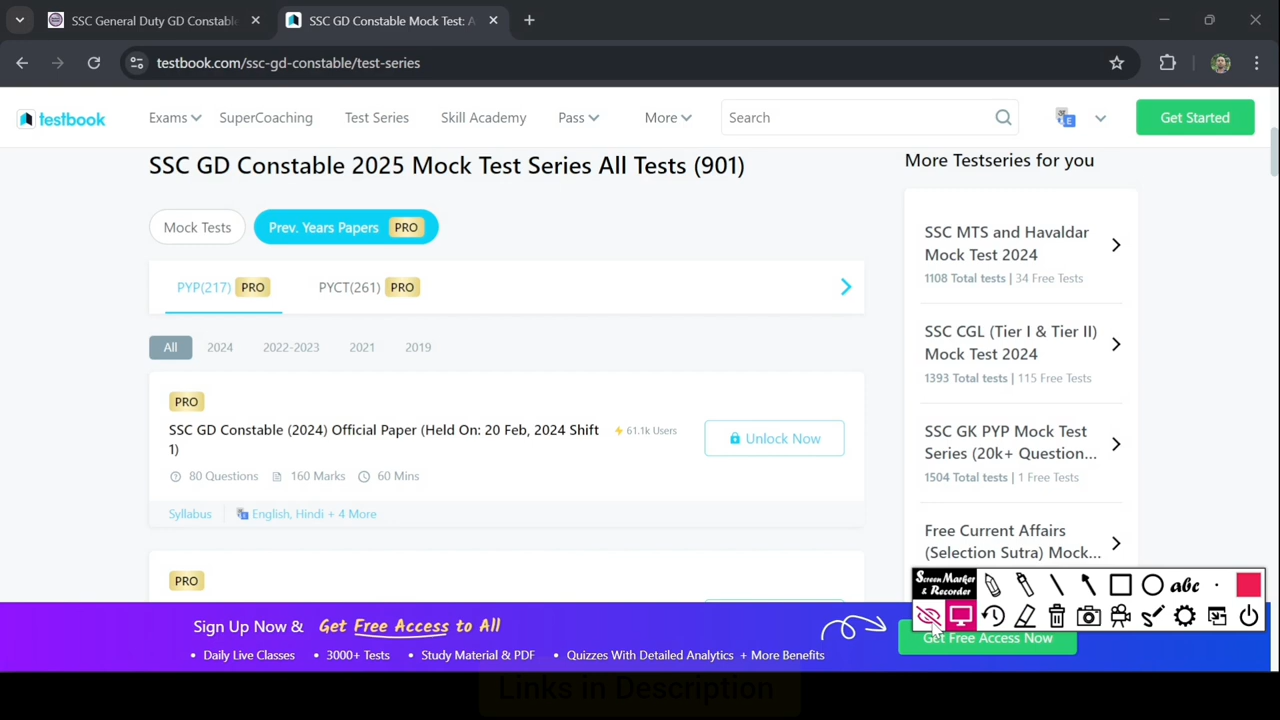 SSC General Duty GD Constable
SSC GD Constable Mock Test: A
testbook.com/ssc-gd-constable/test-series
testbook
Exams
SuperCoaching
Test Series
Skill Academy
Pass
More
Search
E
Get Started
SSC GD Constable 2025 Mock Test Series All Tests (901)
Mock Tests
Prev. Years Papers PRO
PYP(217) PRO
PYCT(261) PRO
All
2024
2022-2023
2021
2019
PRO
SSC GD Constable (2024) Official Paper (Held On: 20 Feb, 2024 Shift
1)
61.1k Users
Unlock Now
80 Questions
160 Marks
60 Mins
Syllabus
English, Hindi + 4 More
PRO
More Testseries for you
SSC MTS and Havaldar
Mock Test 2024
1108 Total tests | 34 Free Tests
SSC CGL (Tier I & Tier II)
Mock Test 2024
1393 Total tests | 115 Free Tests
SSC GK PYP Mock Test
Series (20k+ Question...
1504 Total tests | 1 Free Tests
Free Current Affairs
(Selection Sutra) Mock...
Screen Marker
& Recorder
abc
Sign Up Now & Get Free Access to All
• Daily Live Classes • 3000+ Tests • Study Material & PDF • Quizzes With Detailed Analytics + More Benefits
Get Free Access Now
Links in Description